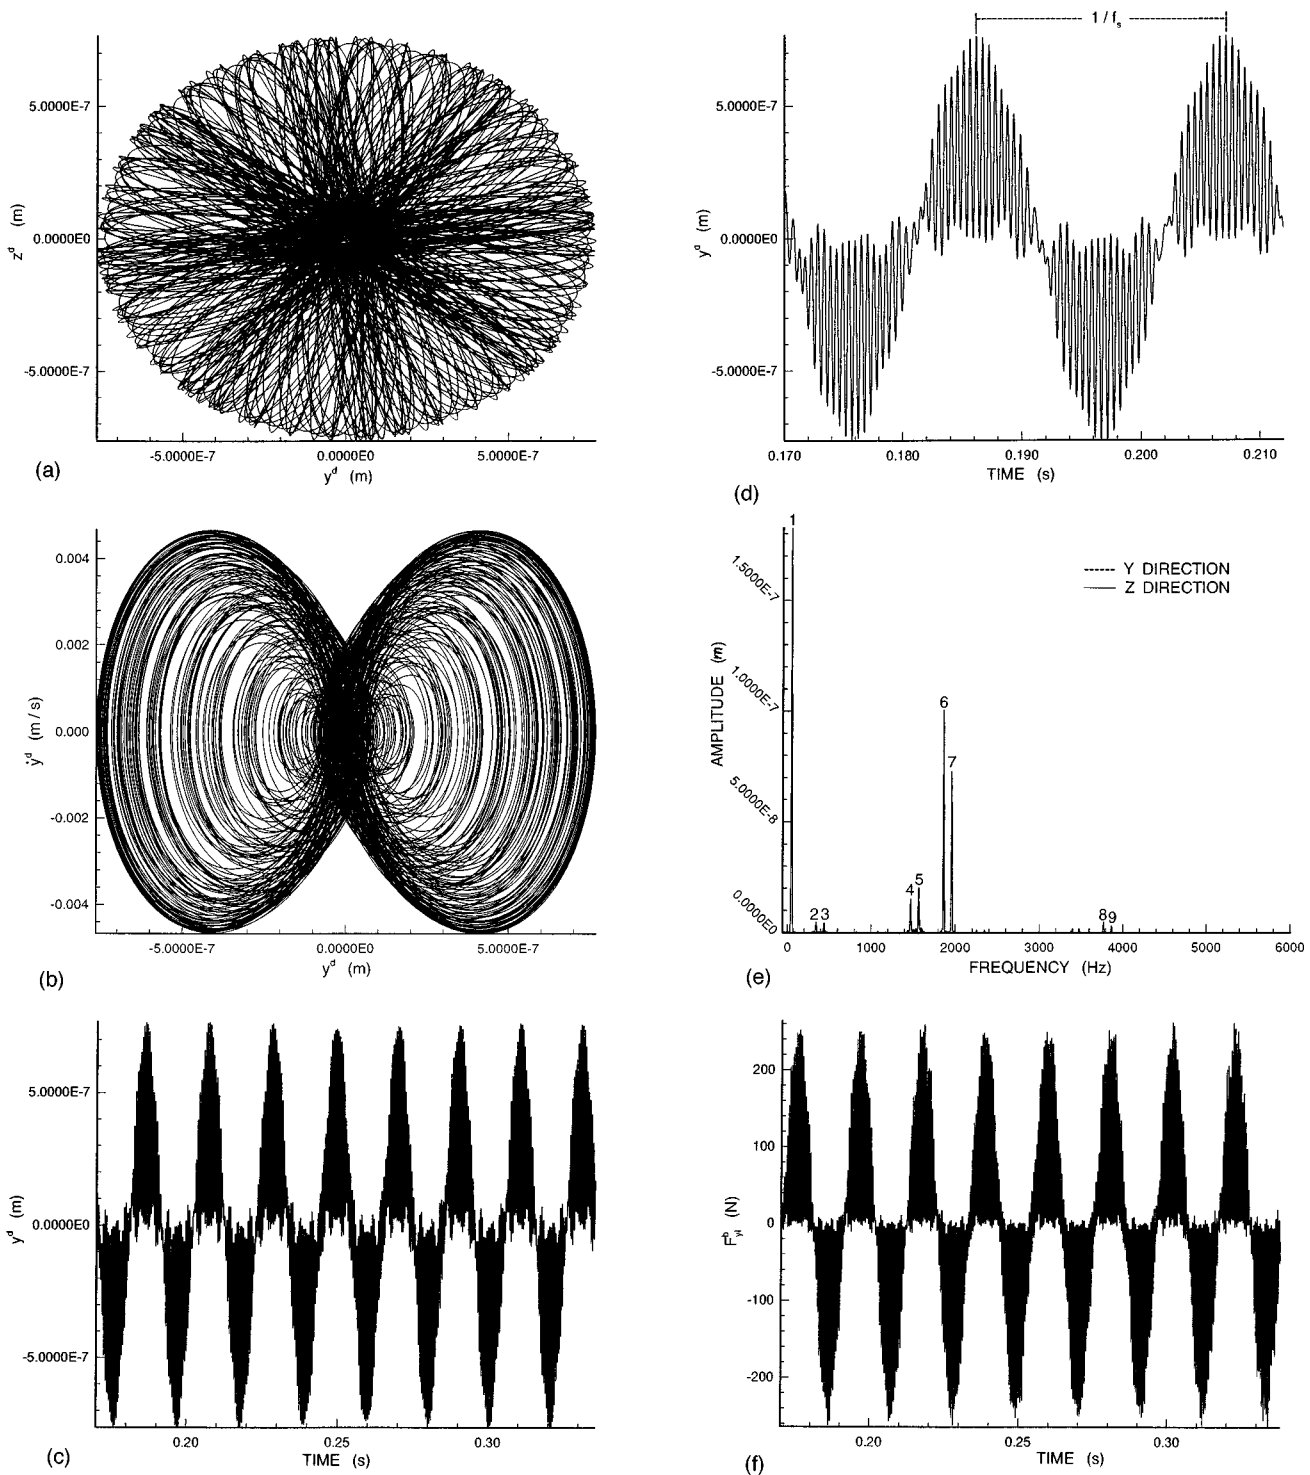 5.0000E-7
0.0000E0
-5.0000E-7
z^d (m)
-5.0000E-7 0.0000E0 5.0000E-7
y^d (m)
(a)
1 / f_s
5.0000E-7
0.0000E0
-5.0000E-7
y^d (m)
0.170 0.180 0.190 0.200 0.210
TIME (s)
(d)
0.004
0.002
0.000
-0.002
-0.004
ẏ^d (m / s)
-5.0000E-7 0.0000E0 5.0000E-7
y^d (m)
(b)
1.5000E-7
1.0000E-7
5.0000E-8
0.0000E0
AMPLITUDE (m)
Y DIRECTION
Z DIRECTION
1
2 3
4
5
6
7
8 9
0 1000 2000 3000 4000 5000 6000
FREQUENCY (Hz)
(e)
5.0000E-7
0.0000E0
-5.0000E-7
y^d (m)
0.20 0.25 0.30
TIME (s)
(c)
200
100
0
-100
-200
F^b_yl (N)
0.20 0.25 0.30
TIME (s)
(f)